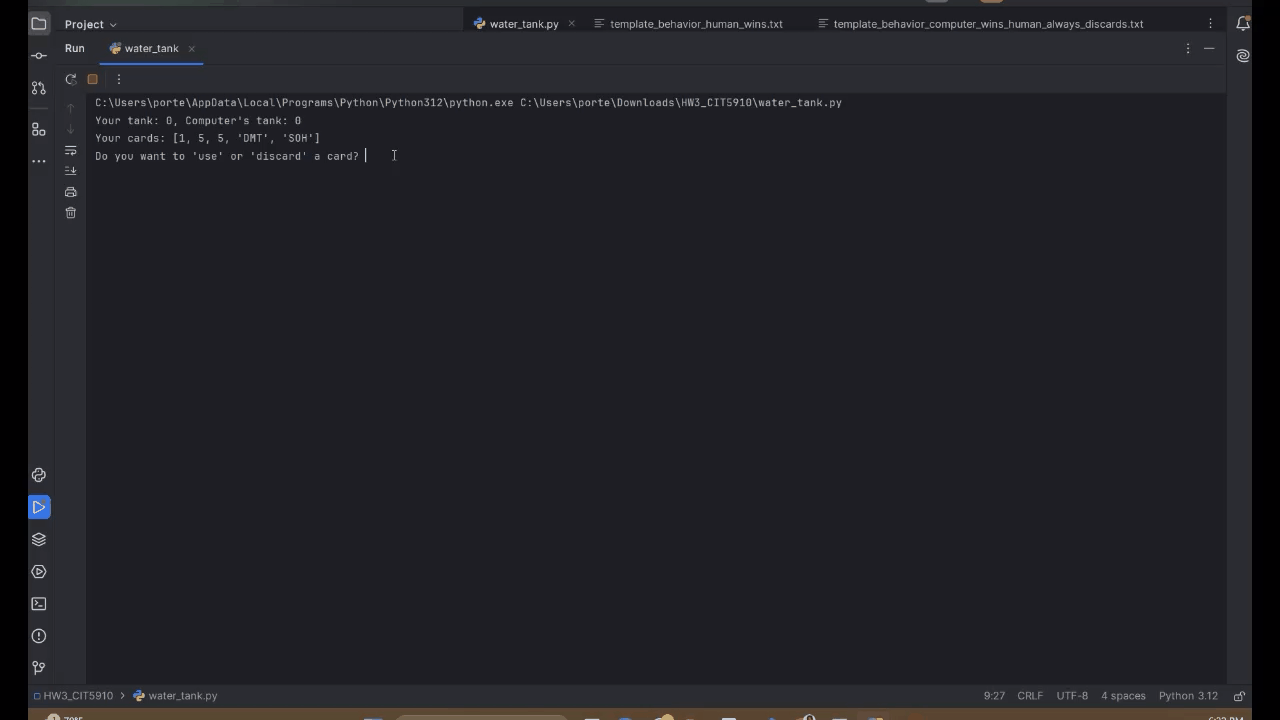 Project
water_tank.py
template_behavior_human_wins.txt
template_behavior_computer_wins_human_always_discards.txt
Run
water_tank
C:\Users\porte\AppData\Local\Programs\Python\Python312\python.exe C:\Users\porte\Downloads\HW3_CIT5910\water_tank.py
Your tank: 0, Computer's tank: 0
Your cards: [1, 5, 5, 'DMT', 'SOH']
Do you want to 'use' or 'discard' a card?
HW3_CIT5910 > water_tank.py
9:27 CRLF UTF-8 4 spaces Python 3.12